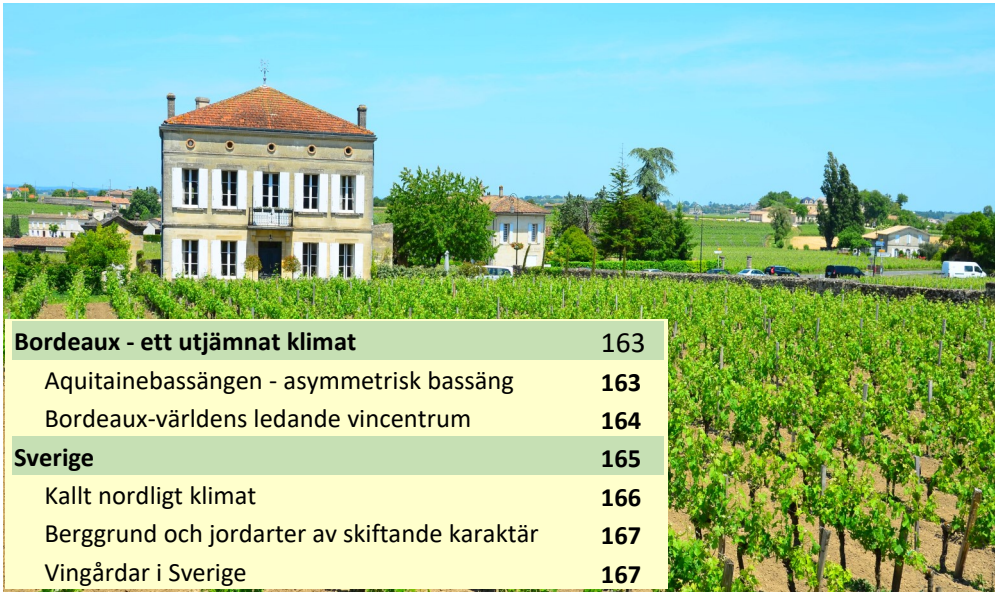 Bordeaux - ett utjämnat klimat 163
Aquitainebassängen - asymmetrisk bassäng 163
Bordeaux-världens ledande vincentrum 164
Sverige 165
Kallt nordligt klimat 166
Berggrund och jordarter av skiftande karaktär 167
Vingårdar i Sverige 167